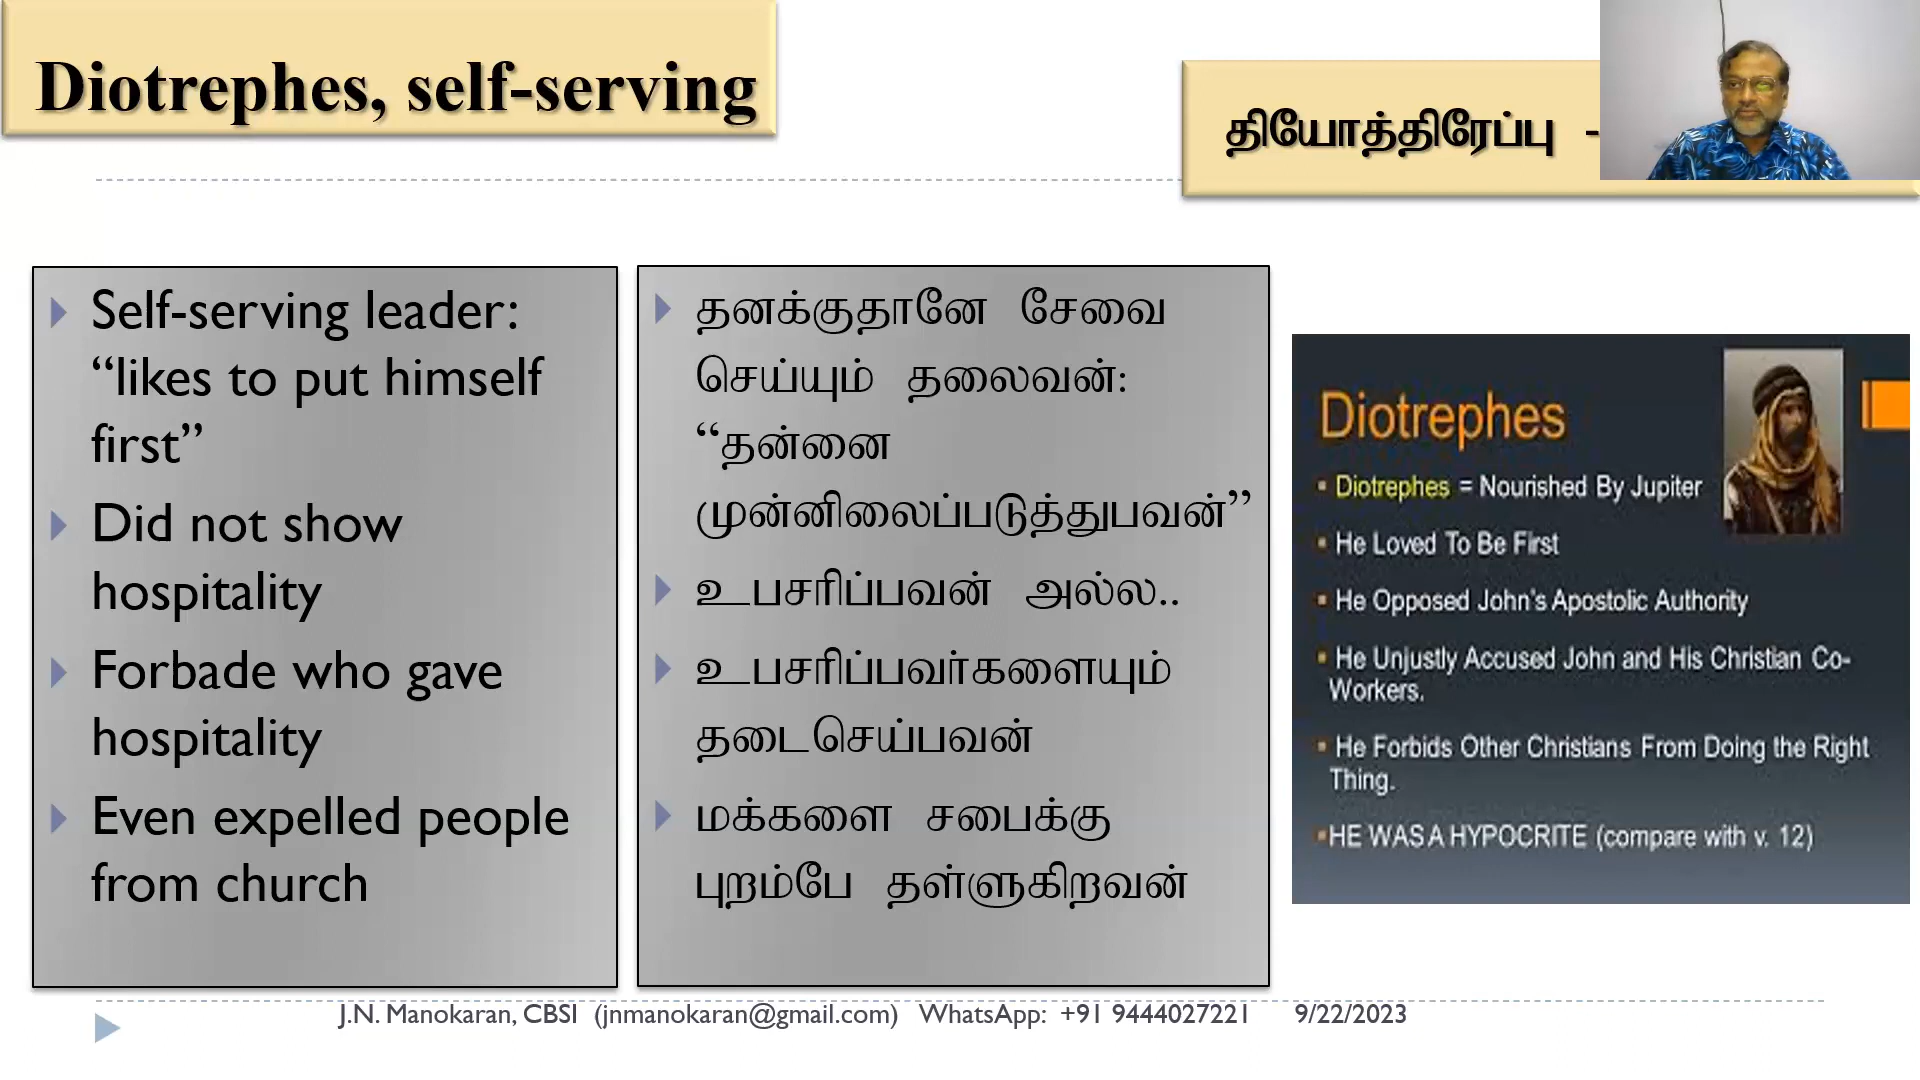 Diotrephes, self-serving
தியோத்திரேப்பு -
Self-serving leader:
“likes to put himself
first”
Did not show
hospitality
Forbade who gave
hospitality
Even expelled people
from church
தனக்குதானே சேவை
செய்யும் தலைவன்:
“தன்னை
முன்னிலைப்படுத்துபவன்”
உபசரிப்பவன் அல்ல..
உபசரிப்பவர்களையும்
தடைசெய்பவன்
மக்களை சபைக்கு
புறம்பே தள்ளுகிறவன்
Diotrephes
Diotrephes = Nourished By Jupiter
He Loved To Be First
He Opposed John's Apostolic Authority
He Unjustly Accused John and His Christian Co-
Workers.
He Forbids Other Christians From Doing the Right
Thing.
HE WAS A HYPOCRITE (compare with v. 12)
J.N. Manokaran, CBSI (jnmanokaran@gmail.com) WhatsApp: +91 9444027221 9/22/2023